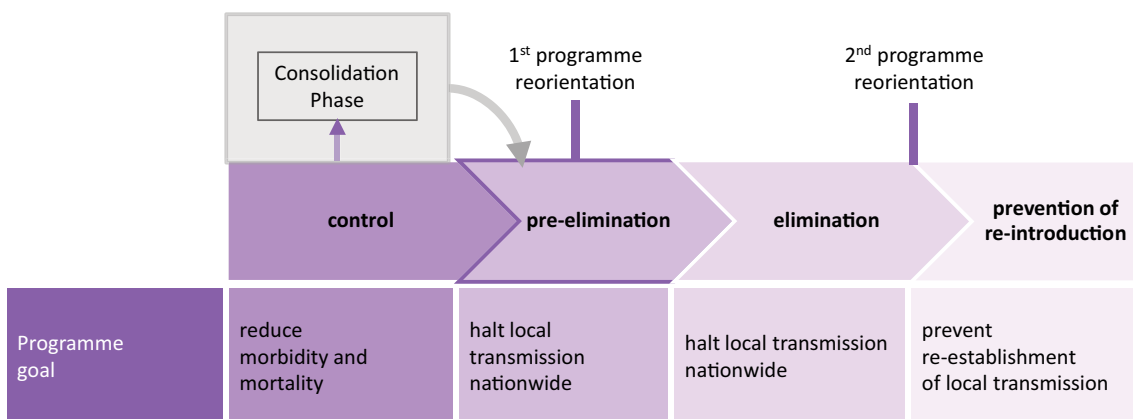 Consolidation
Phase
1st programme
reorientation
2nd programme
reorientation
control
pre-elimination
elimination
prevention of
re-introduction
Programme
goal
reduce
morbidity and
mortality
halt local
transmission
nationwide
halt local transmission
nationwide
prevent
re-establishment
of local transmission